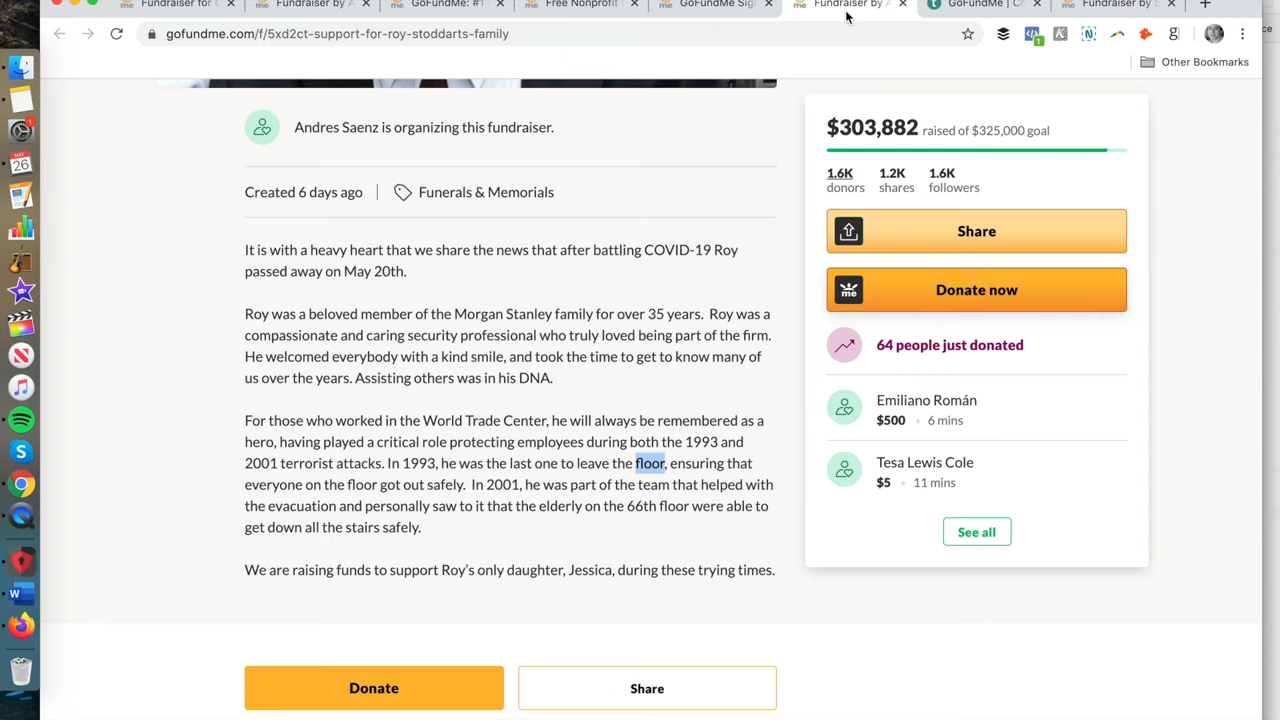 Fundraiser for
Fundraiser by
GoFundMe: #1
Free Nonprofit
GoFundMe Sig
Fundraiser by A
GoFundMe | C
Fundraiser by S
gofundme.com/f/5xd2ct-support-for-roy-stoddarts-family
Other Bookmarks
Andres Saenz is organizing this fundraiser.
Created 6 days ago
Funerals & Memorials
It is with a heavy heart that we share the news that after battling COVID-19 Roy
passed away on May 20th.
Roy was a beloved member of the Morgan Stanley family for over 35 years. Roy was a
compassionate and caring security professional who truly loved being part of the firm.
He welcomed everybody with a kind smile, and took the time to get to know many of
us over the years. Assisting others was in his DNA.
For those who worked in the World Trade Center, he will always be remembered as a
hero, having played a critical role protecting employees during both the 1993 and
2001 terrorist attacks. In 1993, he was the last one to leave the floor, ensuring that
everyone on the floor got out safely. In 2001, he was part of the team that helped with
the evacuation and personally saw to it that the elderly on the 66th floor were able to
get down all the stairs safely.
We are raising funds to support Roy's only daughter, Jessica, during these trying times.
Donate
Share
$303,882 raised of $325,000 goal
1.6K 1.2K 1.6K
donors shares followers
Share
me
Donate now
64 people just donated
Emiliano Román
$500 • 6 mins
Tesa Lewis Cole
$5 • 11 mins
See all